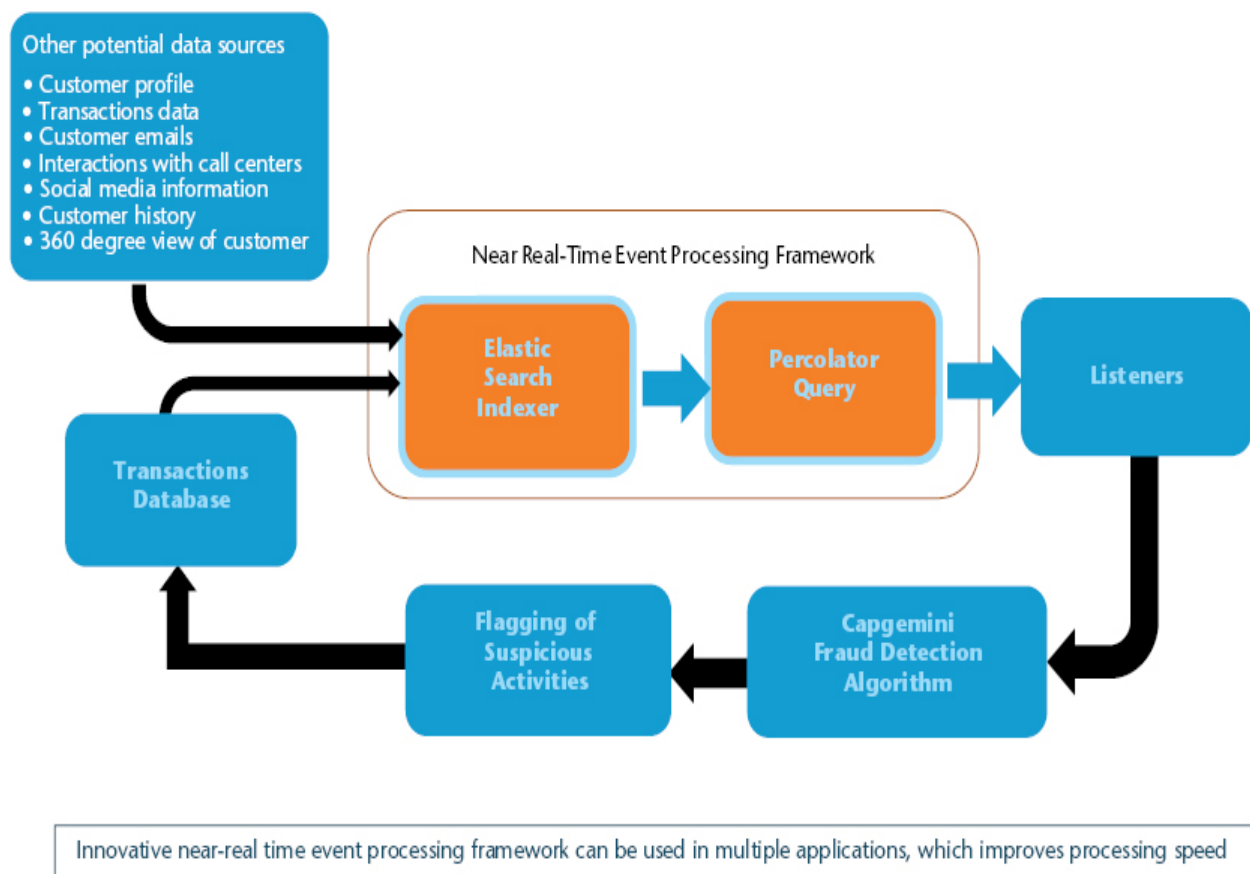 Other potential data sources
• Customer profile
• Transactions data
• Customer emails
• Interactions with call centers
• Social media information
• Customer history
• 360 degree view of customer
Near Real-Time Event Processing Framework
Elastic
Search
Indexer
Percolator
Query
Listeners
Transactions
Database
Flagging of
Suspicious
Activities
Capgemini
Fraud Detection
Algorithm
Innovative near-real time event processing framework can be used in multiple applications, which improves processing speed